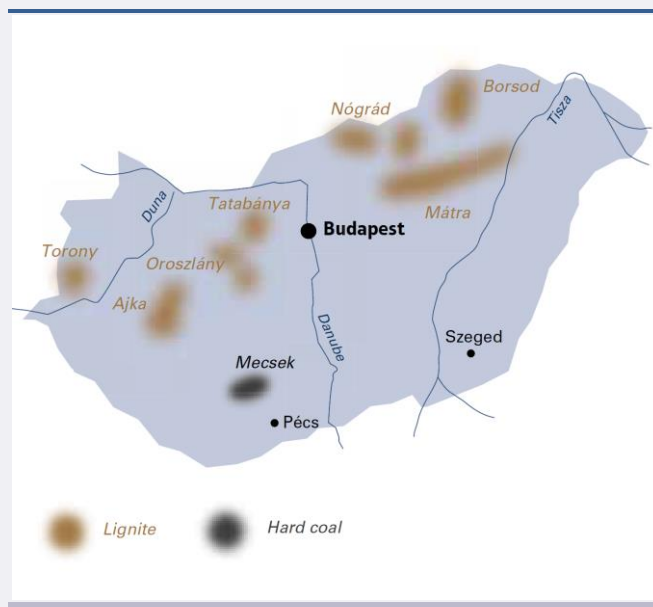 Borsod
Nógrád
Tisza
Duna
Tatabánya
Mátra
Budapest
Torony
Oroszlány
Ajka
Danube
Szeged
Mecsek
Pécs
Lignite
Hard coal